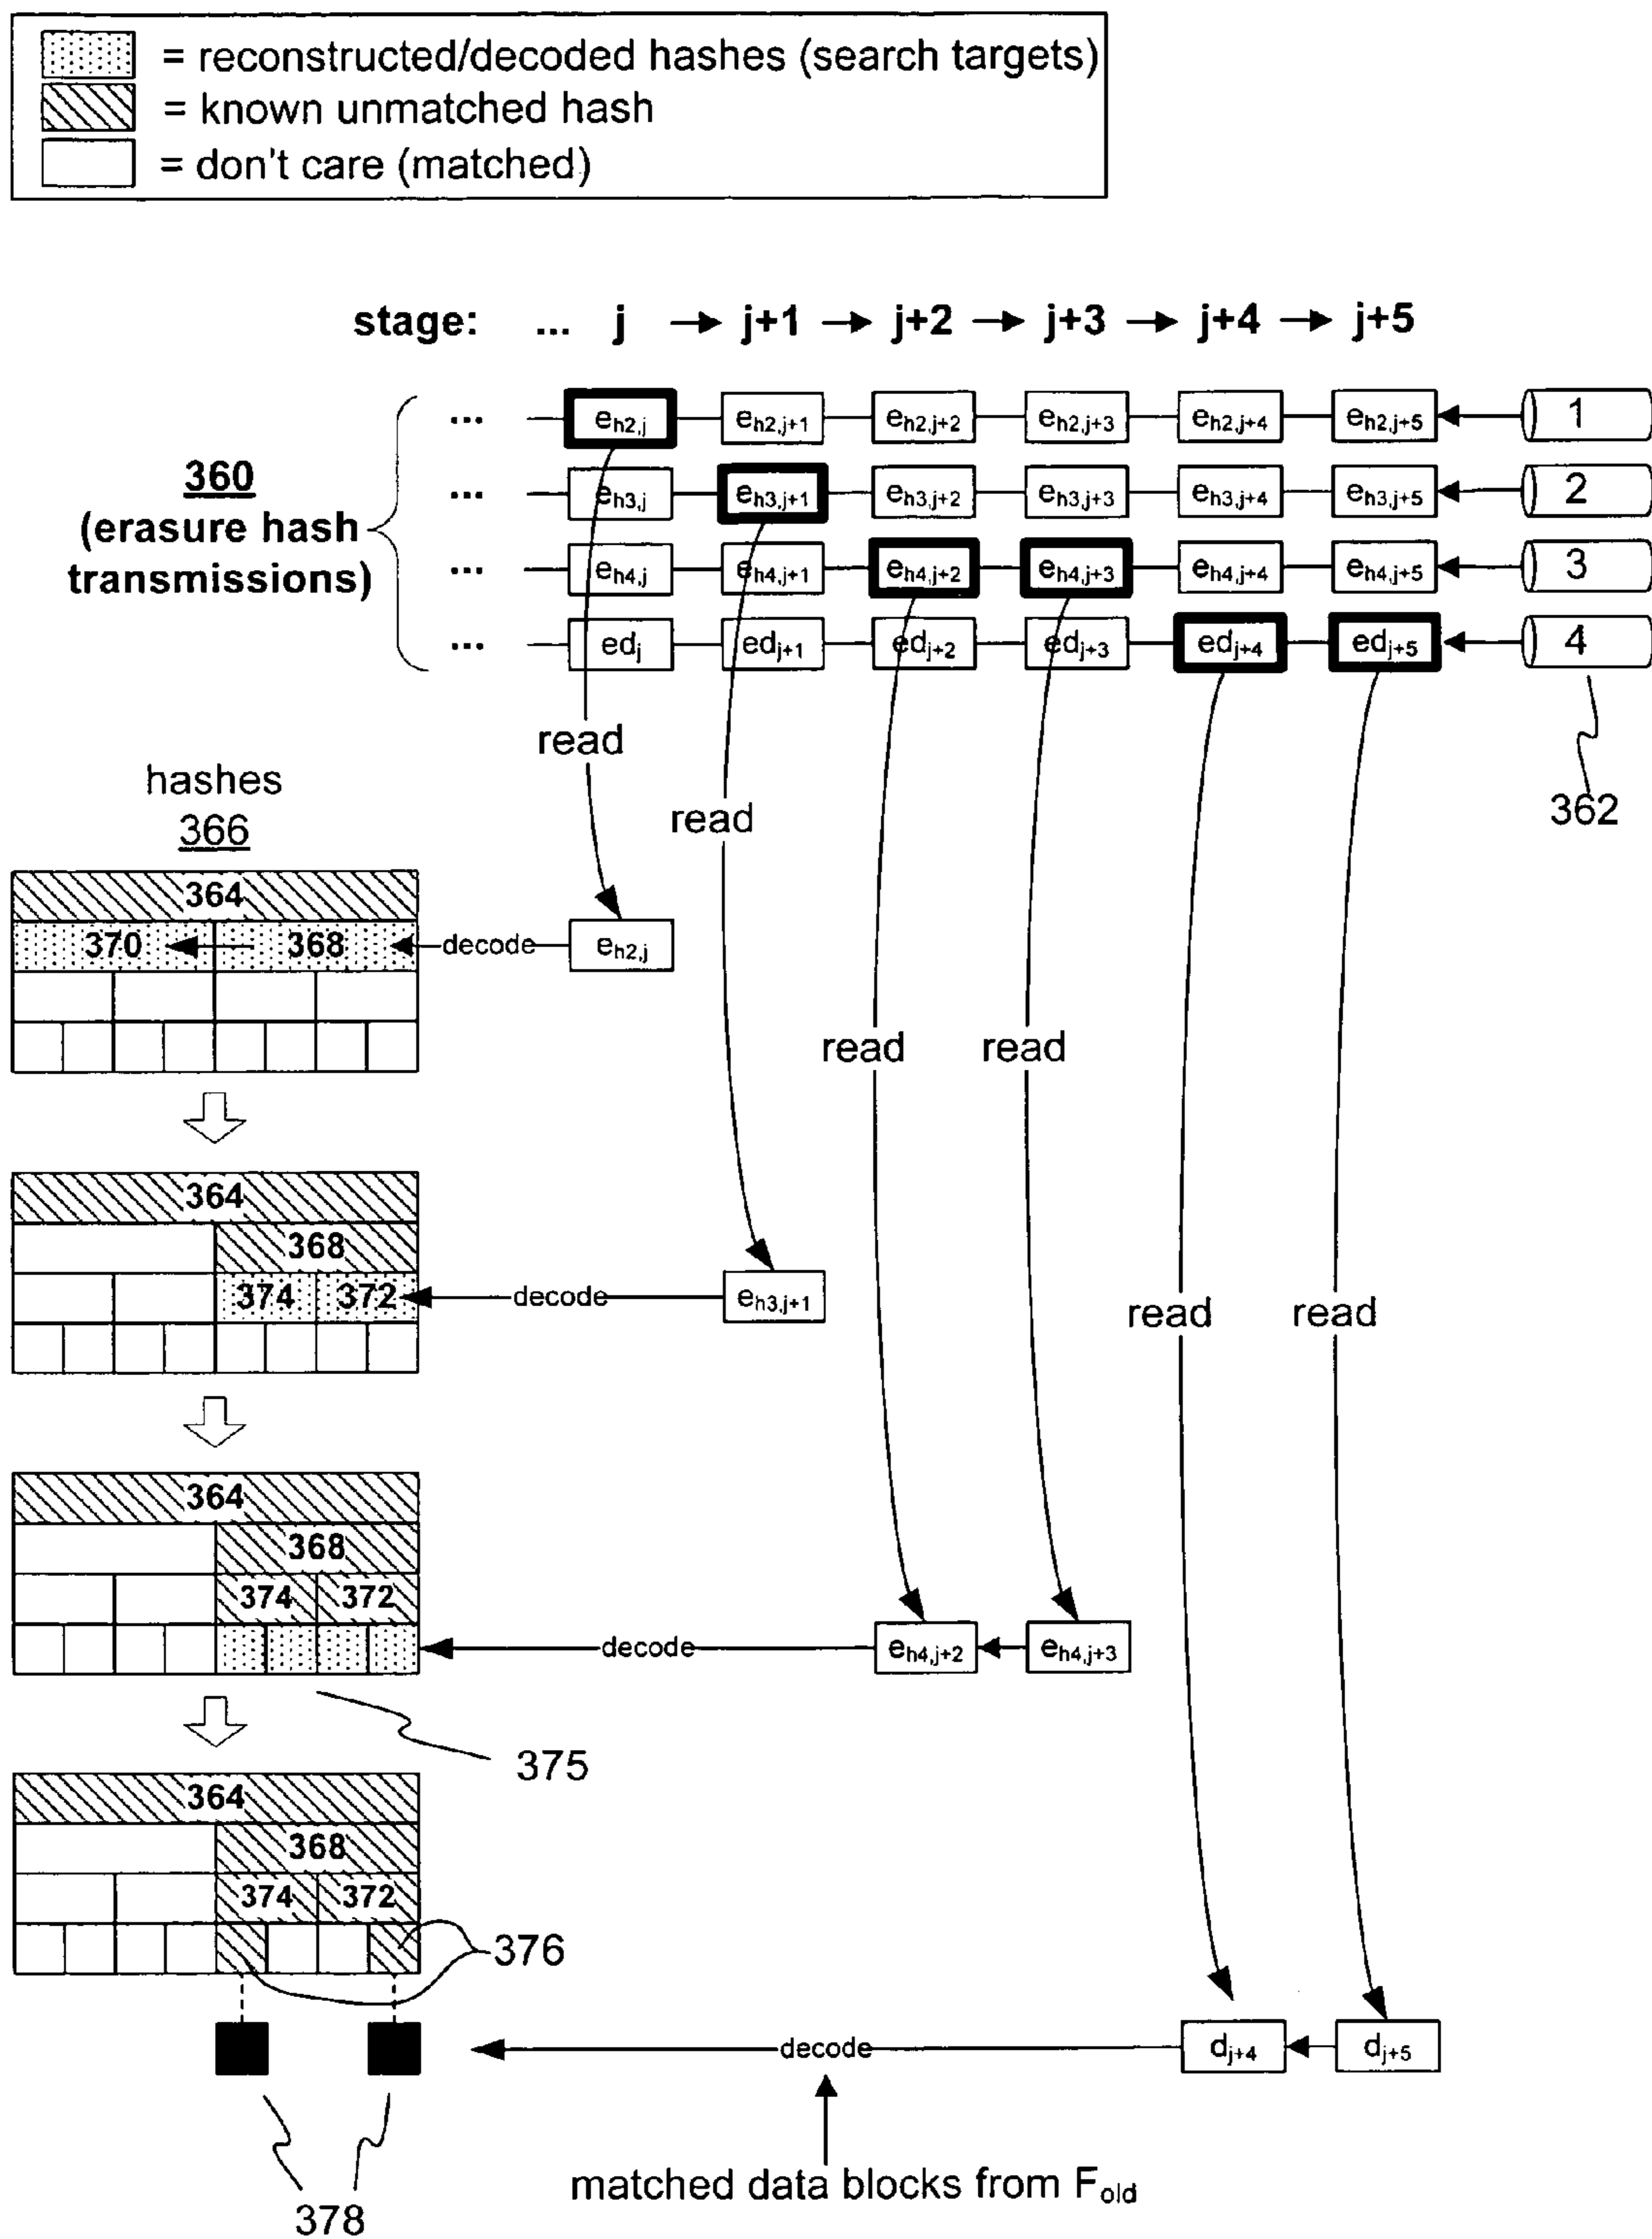 = reconstructed/decoded hashes (search targets)
= known unmatched hash
= don't care (matched)
stage: ... j j+1 j+2 j+3 j+4 j+5
... eh2,j eh2,j+1 eh2,j+2 eh2,j+3 eh2,j+4 eh2,j+5 1
360
(erasure hash
transmissions)
... eh3,j eh3,j+1 eh3,j+2 eh3,j+3 eh3,j+4 eh3,j+5 2
... eh4,j eh4,j+1 eh4,j+2 eh4,j+3 eh4,j+4 eh4,j+5 3
... edj edj+1 edj+2 edj+3 edj+4 edj+5 4
read
362
read
hashes
366
364
370 368 decode eh2,j
read read
364
368
374 372 decode eh3,j+1
read read
364
368
374 372
decode eh4,j+2 eh4,j+3
375
364
368
374 372
376
decode dj+4 dj+5
matched data blocks from Fold
378